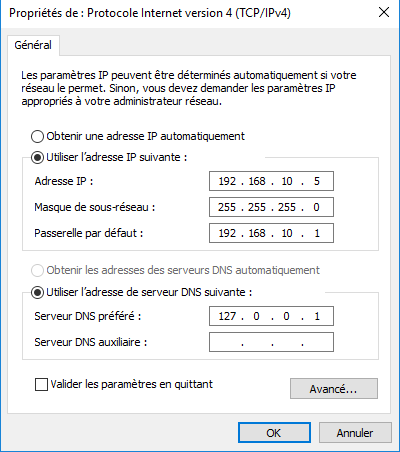 Propriétés de : Protocole Internet version 4 (TCP/IPv4)
Général
Les paramètres IP peuvent être déterminés automatiquement si votre
réseau le permet. Sinon, vous devez demander les paramètres IP
appropriés à votre administrateur réseau.
Obtenir une adresse IP automatiquement
Utiliser l'adresse IP suivante :
Adresse IP : 192 . 168 . 10 . 5
Masque de sous-réseau : 255 . 255 . 255 . 0
Passerelle par défaut : 192 . 168 . 10 . 1
Obtenir les adresses des serveurs DNS automatiquement
Utiliser l'adresse de serveur DNS suivante :
Serveur DNS préféré : 127 . 0 . 0 . 1
Serveur DNS auxiliaire : . . .
Valider les paramètres en quittant
Avancé...
OK Annuler